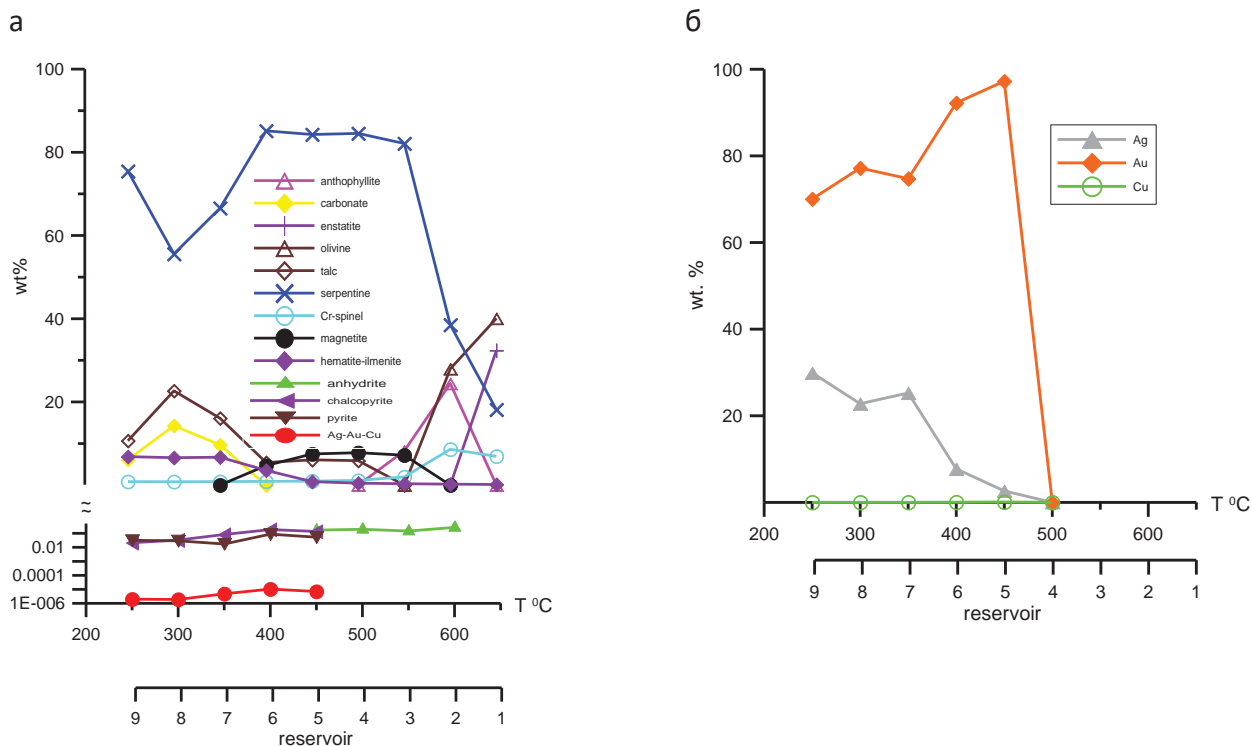 а
100
80
60
40
20
wt%
anthophyllite
carbonate
enstatite
olivine
talc
serpentine
Cr-spinel
magnetite
hematite-ilmenite
anhydrite
chalcopyrite
pyrite
Ag-Au-Cu
≈
0.01
0.0001
1E-006
T ⁰C
200 300 400 500 600
9 8 7 6 5 4 3 2 1
reservoir
б
100
80
60
40
20
wt. %
Ag
Au
Cu
T ⁰C
200 300 400 500 600
9 8 7 6 5 4 3 2 1
reservoir